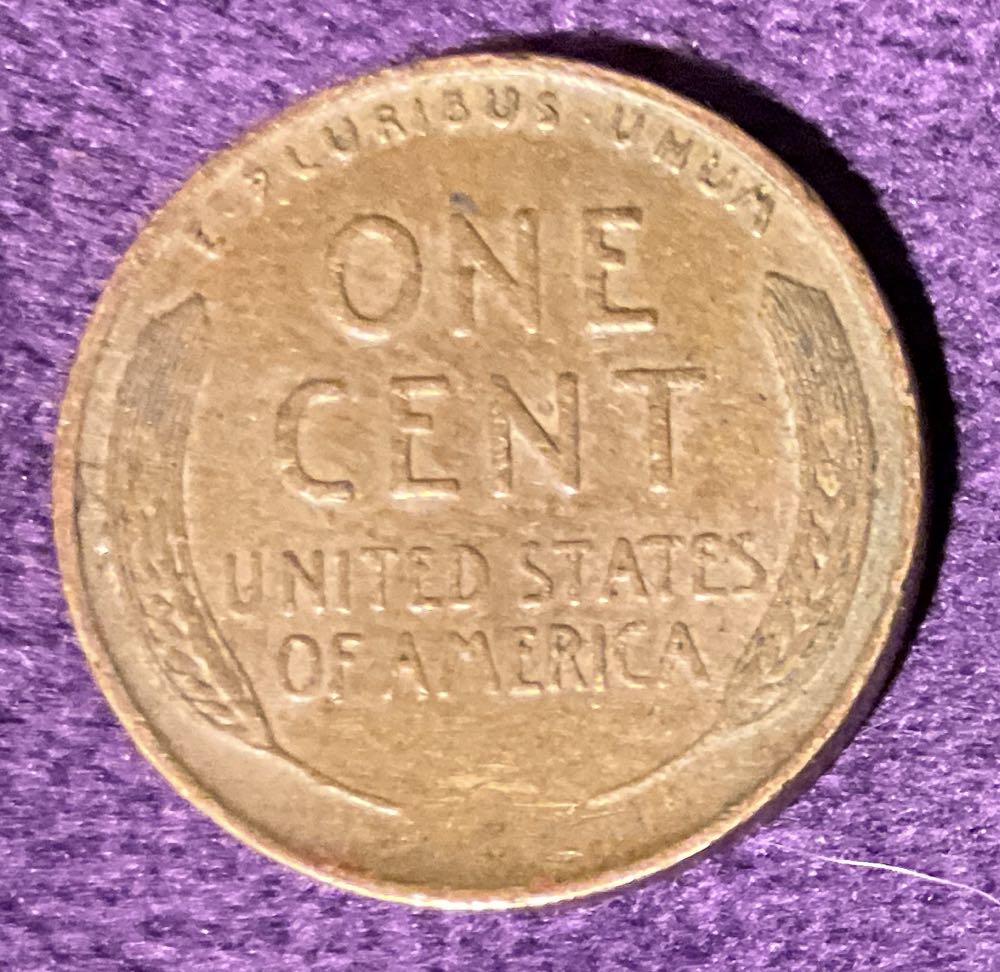 E · PLURIBUS · UNUM
ONE
CENT
UNITED STATES
OF AMERICA